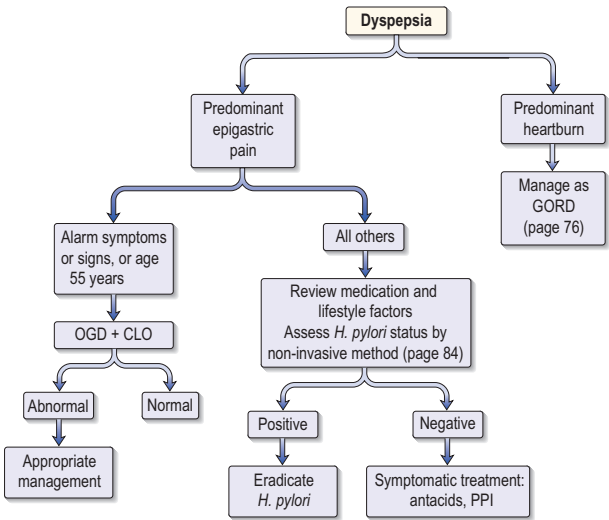 Dyspepsia
Predominant
epigastric
pain
Predominant
heartburn
Manage as
GORD
(page 76)
Alarm symptoms
or signs, or age
55 years
All others
Review medication and
lifestyle factors
Assess H. pylori status by
non-invasive method (page 84)
OGD + CLO
Abnormal
Normal
Positive
Negative
Appropriate
management
Eradicate
H. pylori
Symptomatic treatment:
antacids, PPI